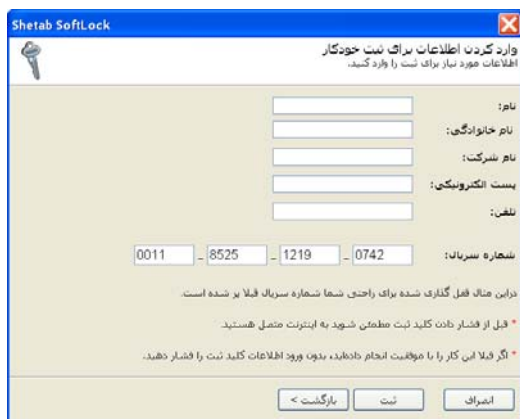 Shetab SoftLock
وارد کردن اطلاعات برای ثبت خودکار
اطلاعات مورد نیاز برای ثبت را وارد کنید.
نام:
نام خانوادگی:
نام شرکت:
پست الکترونیکی:
تلفن:
شماره سریال:
0011 - 8525 - 1219 - 0742
دراین مثال قفل گذاری شده برای راحتی شما شماره سریال قبلا پر شده است.
* قبل از فشار دادن کلید ثبت مطمئن شوید به اینترنت متصل هستید.
* اگر قبلا این کار را با موفقیت انجام داده‌اید، بدون ورود اطلاعات کلید ثبت را فشار دهید.
بازگشت >
ثبت
انصراف